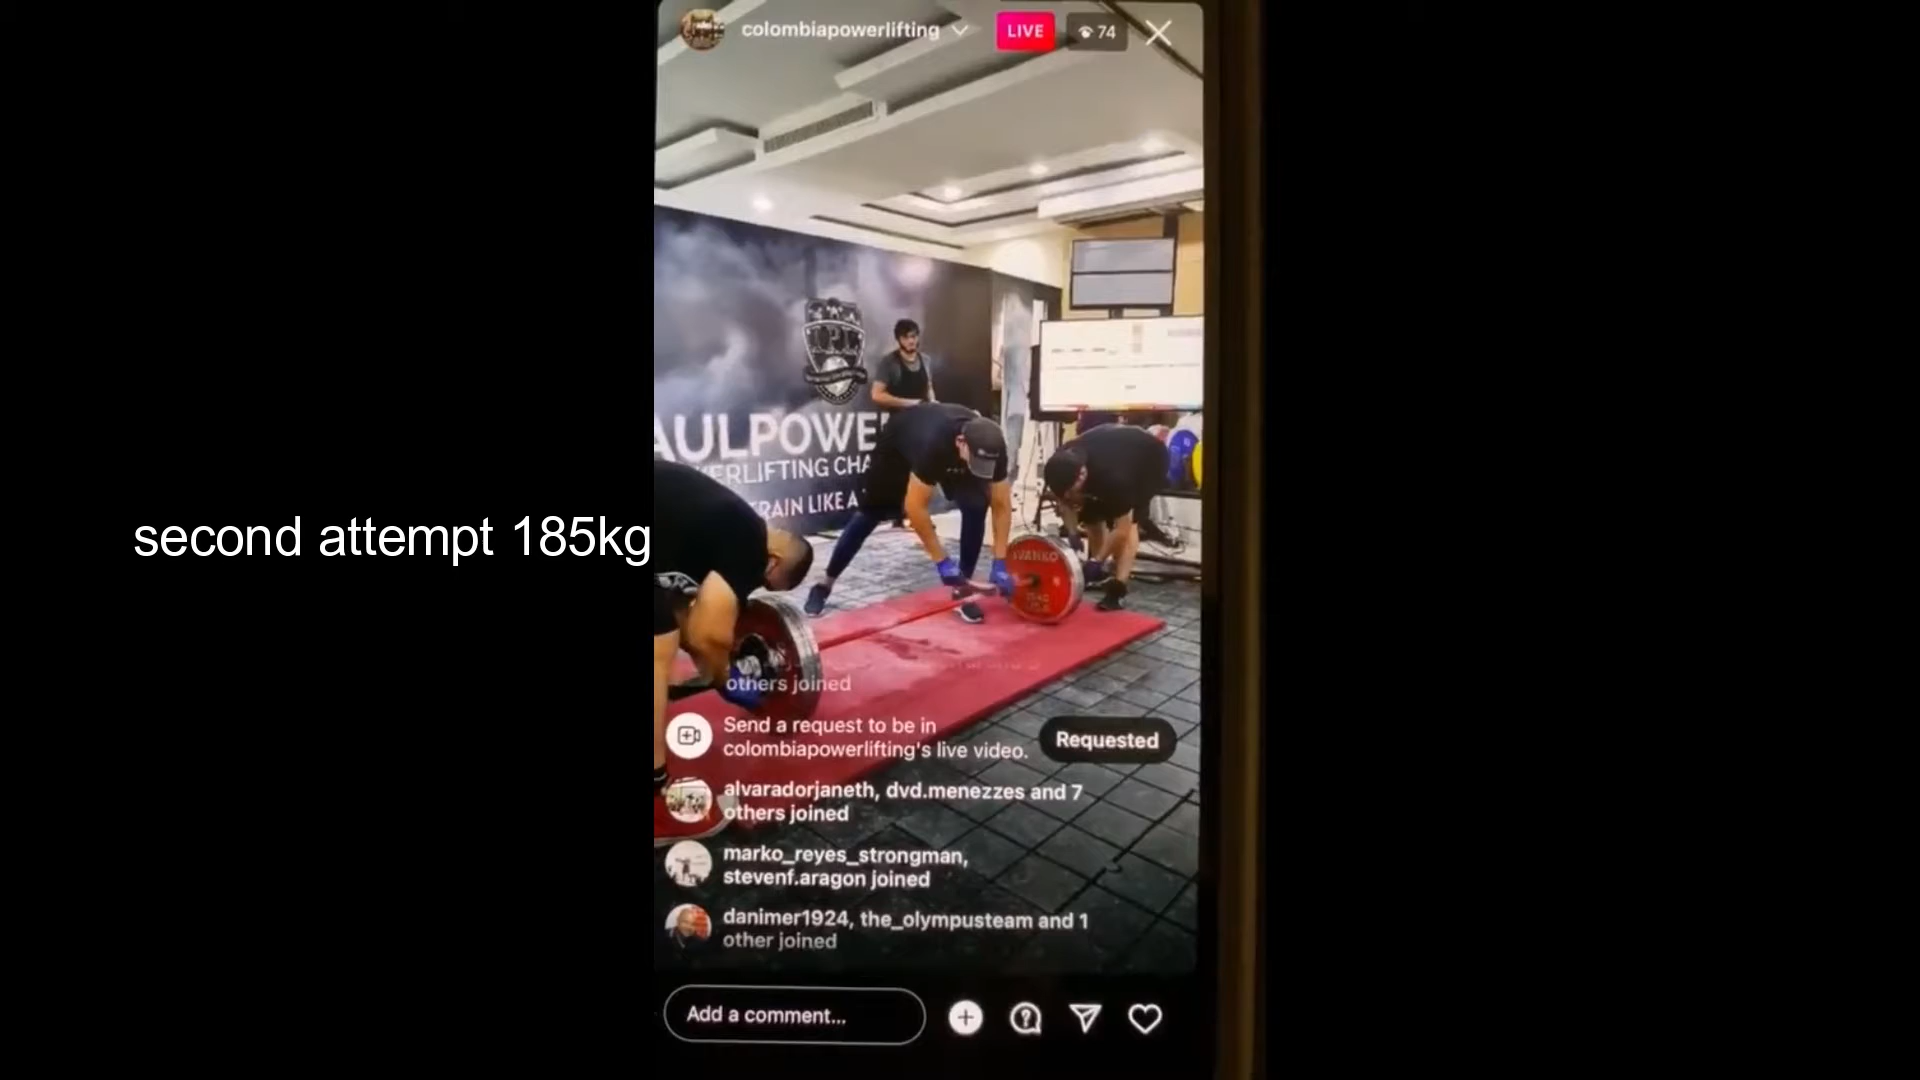 colombiapowerlifting
LIVE
74
AULPOWE
ERLIFTING CHA
RAIN LIKE A
IVANKO
second attempt 185kg
others joined
Send a request to be in
colombiapowerlifting's live video.
Requested
alvaradorjaneth, dvd.menezzes and 7
others joined
marko_reyes_strongman,
stevenf.aragon joined
danimer1924, the_olympusteam and 1
other joined
Add a comment...